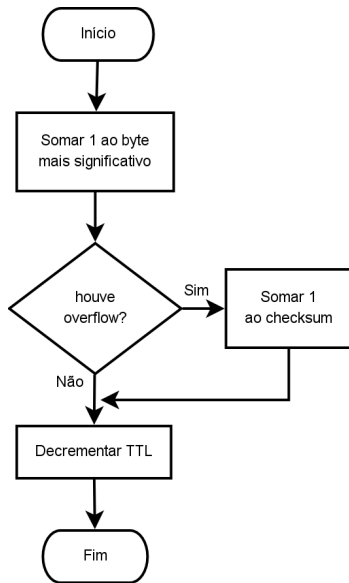 Início
Somar 1 ao byte
mais significativo
houve
overflow?
Sim
Somar 1
ao checksum
Não
Decrementar TTL
Fim